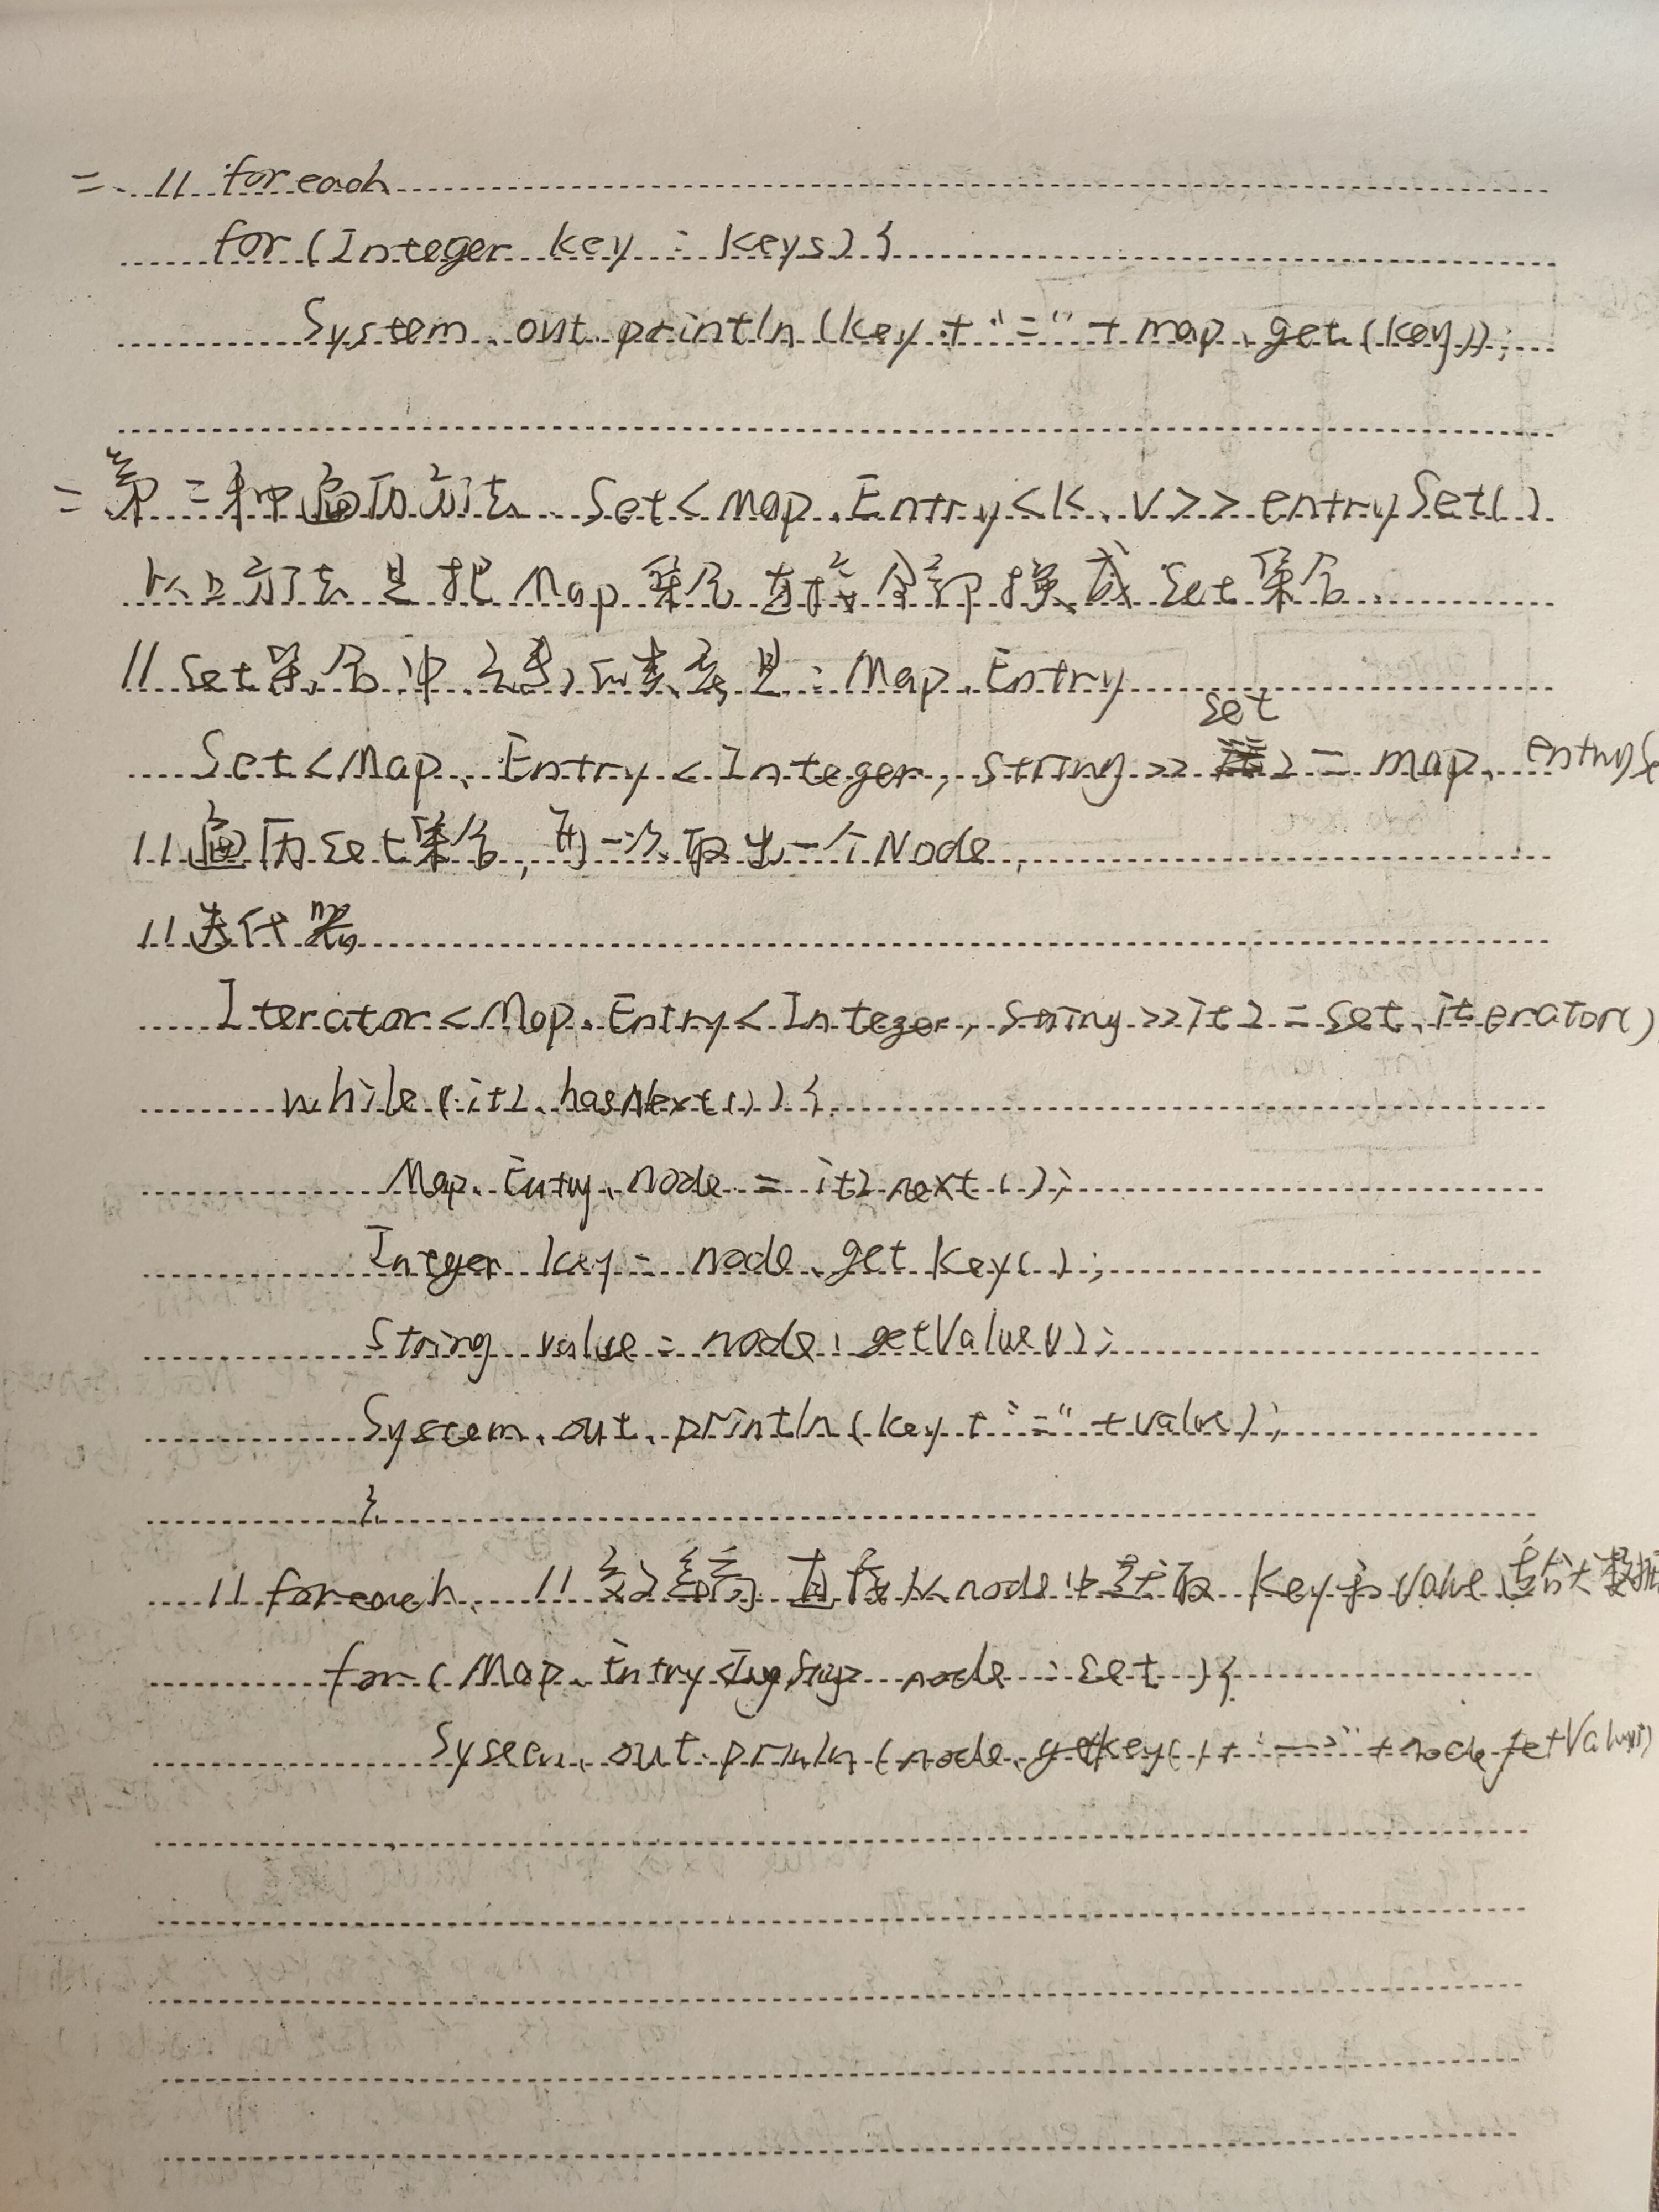 = // foreach
for (Integer key : keys) {
System.out.println(key + "=" + map.get(key));
= 第二种遍历方法 Set<Map.Entry<K,V>> entrySet()
以上方法是把Map集合直接全部换成Set集合.
// Set集合中元素类型是: Map.Entry
Set<Map.Entry<Integer, String>> set = map. entrySe
// 遍历Set集合,每一次取出一个Node,
// 迭代器
Iterator<Map.Entry<Integer, String>> it2 = set.iterator()
while (it2.hasNext()) {
Map.Entry node = it2.next();
Integer key = node.getKey();
String value = node.getValue();
System.out.println(key + "=" + value);
}
// foreach. // 效率高 直接从node中获取 key和value 适合大数据
for (Map.Entry node : set) {
System.out.println(node.getKey() + "-->" + node.getValue()